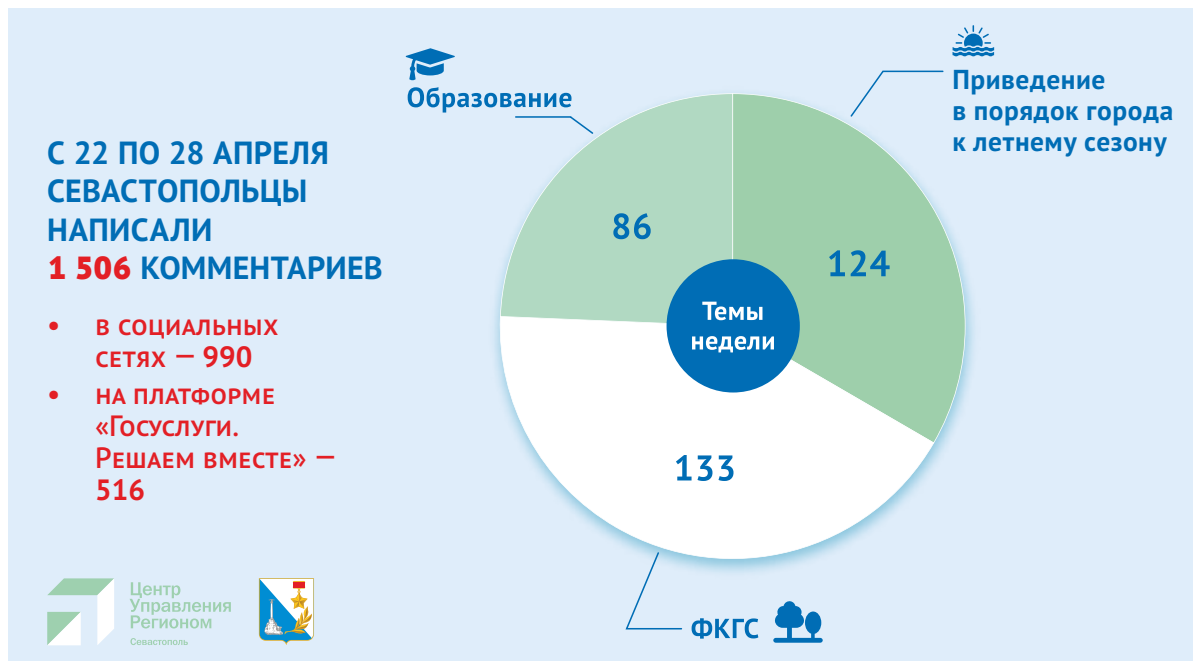 С 22 ПО 28 АПРЕЛЯ
СЕВАСТОПОЛЬЦЫ
НАПИСАЛИ
1 506 КОММЕНТАРИЕВ
• В СОЦИАЛЬНЫХ
СЕТЯХ – 990
• НА ПЛАТФОРМЕ
«ГОСУСЛУГИ.
РЕШАЕМ ВМЕСТЕ» –
516
Образование
Приведение
в порядок города
к летнему сезону
86
124
Темы
недели
133
ФКГС
Центр
Управления
Регионом
Севастополь